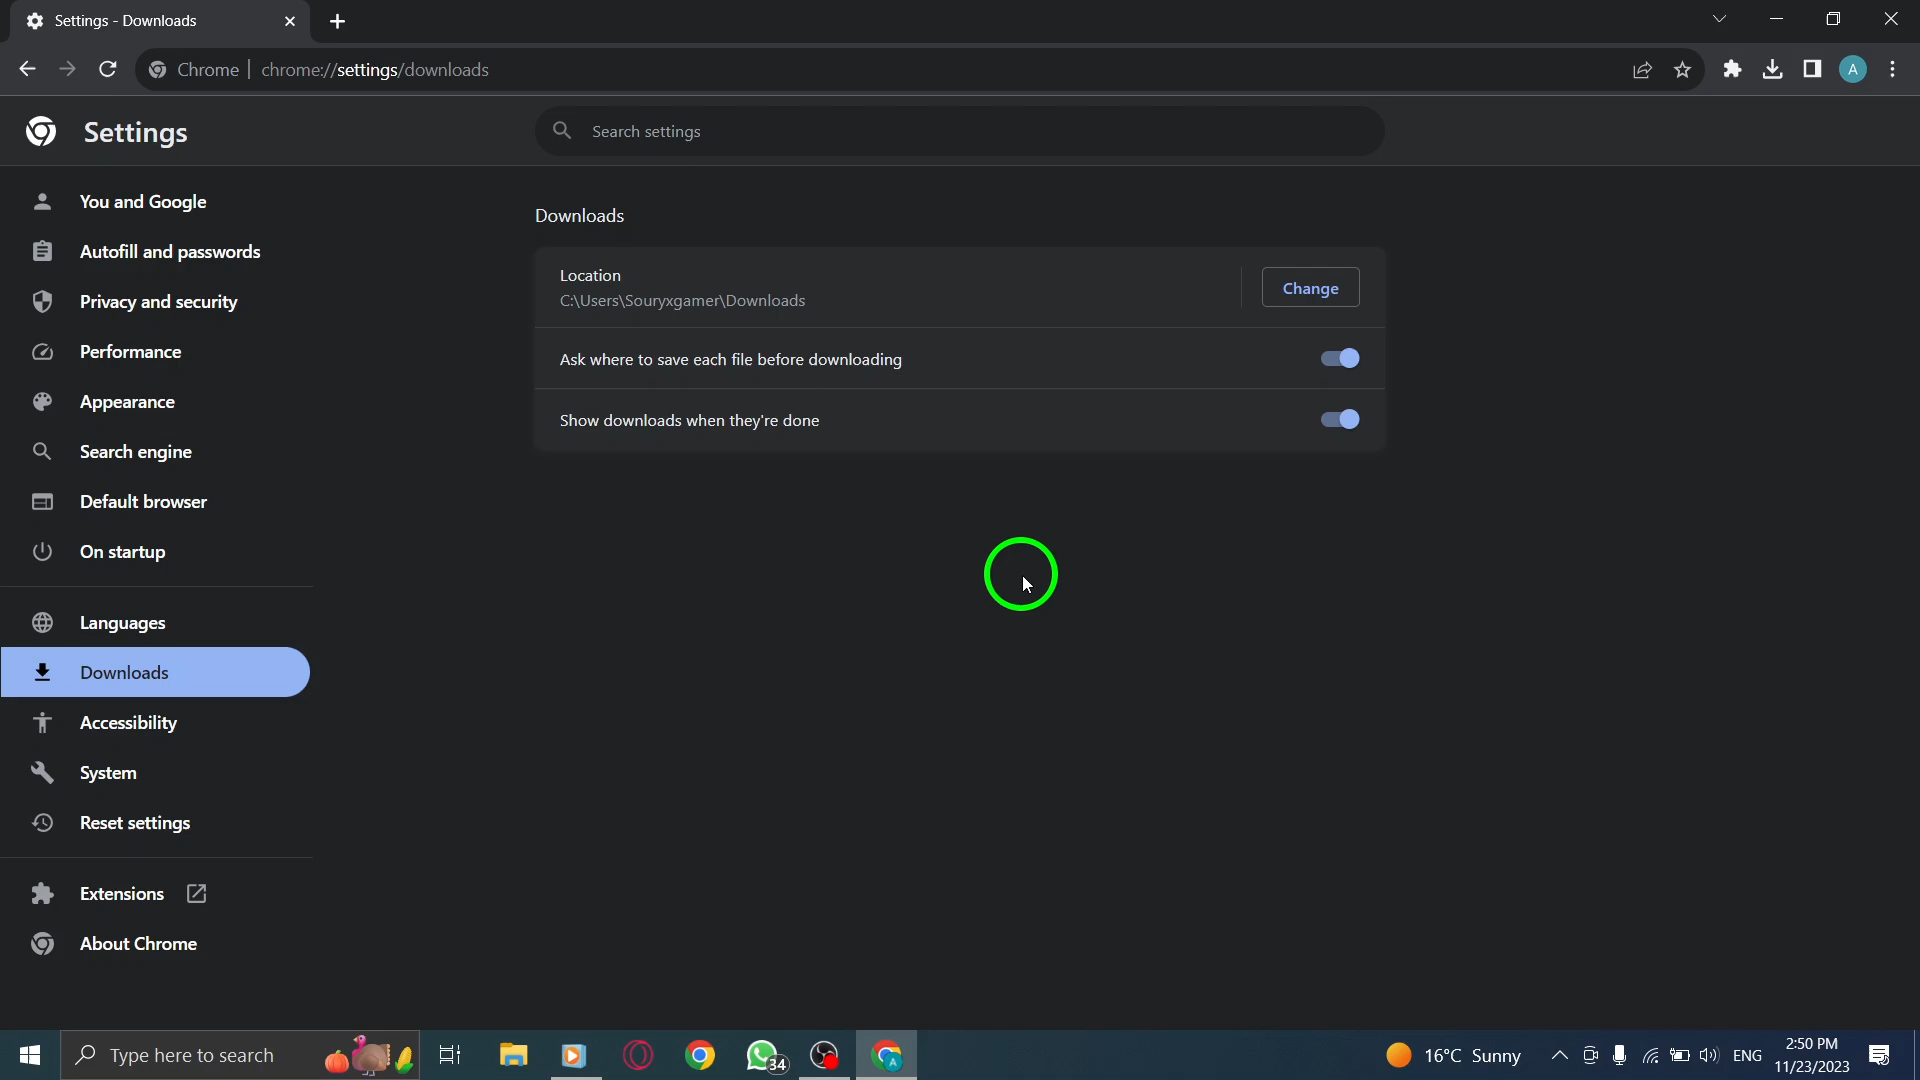 Settings - Downloads
Chrome | chrome://settings/downloads
A
Settings
Search settings
You and Google
Autofill and passwords
Privacy and security
Performance
Appearance
Search engine
Default browser
On startup
Languages
Downloads
Accessibility
System
Reset settings
Extensions
About Chrome
Downloads
Location
C:\Users\Souryxgamer\Downloads
Change
Ask where to save each file before downloading
Show downloads when they're done
Type here to search
34
A
16°C Sunny
ENG
2:50 PM
11/23/2023